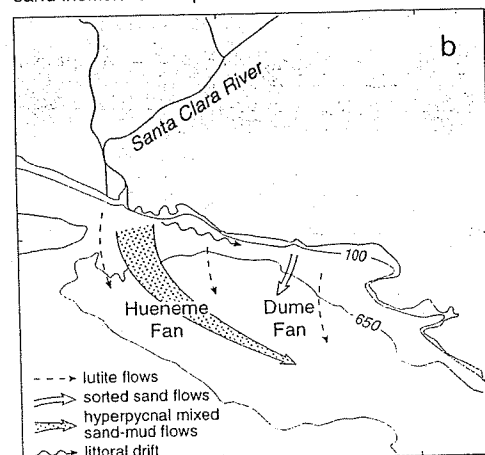 b
Santa Clara River
100
Hueneme
Fan
Dume
Fan
650
lutite flows
sorted sand flows
hyperpycnal mixed
sand-mud flows
littoral drift